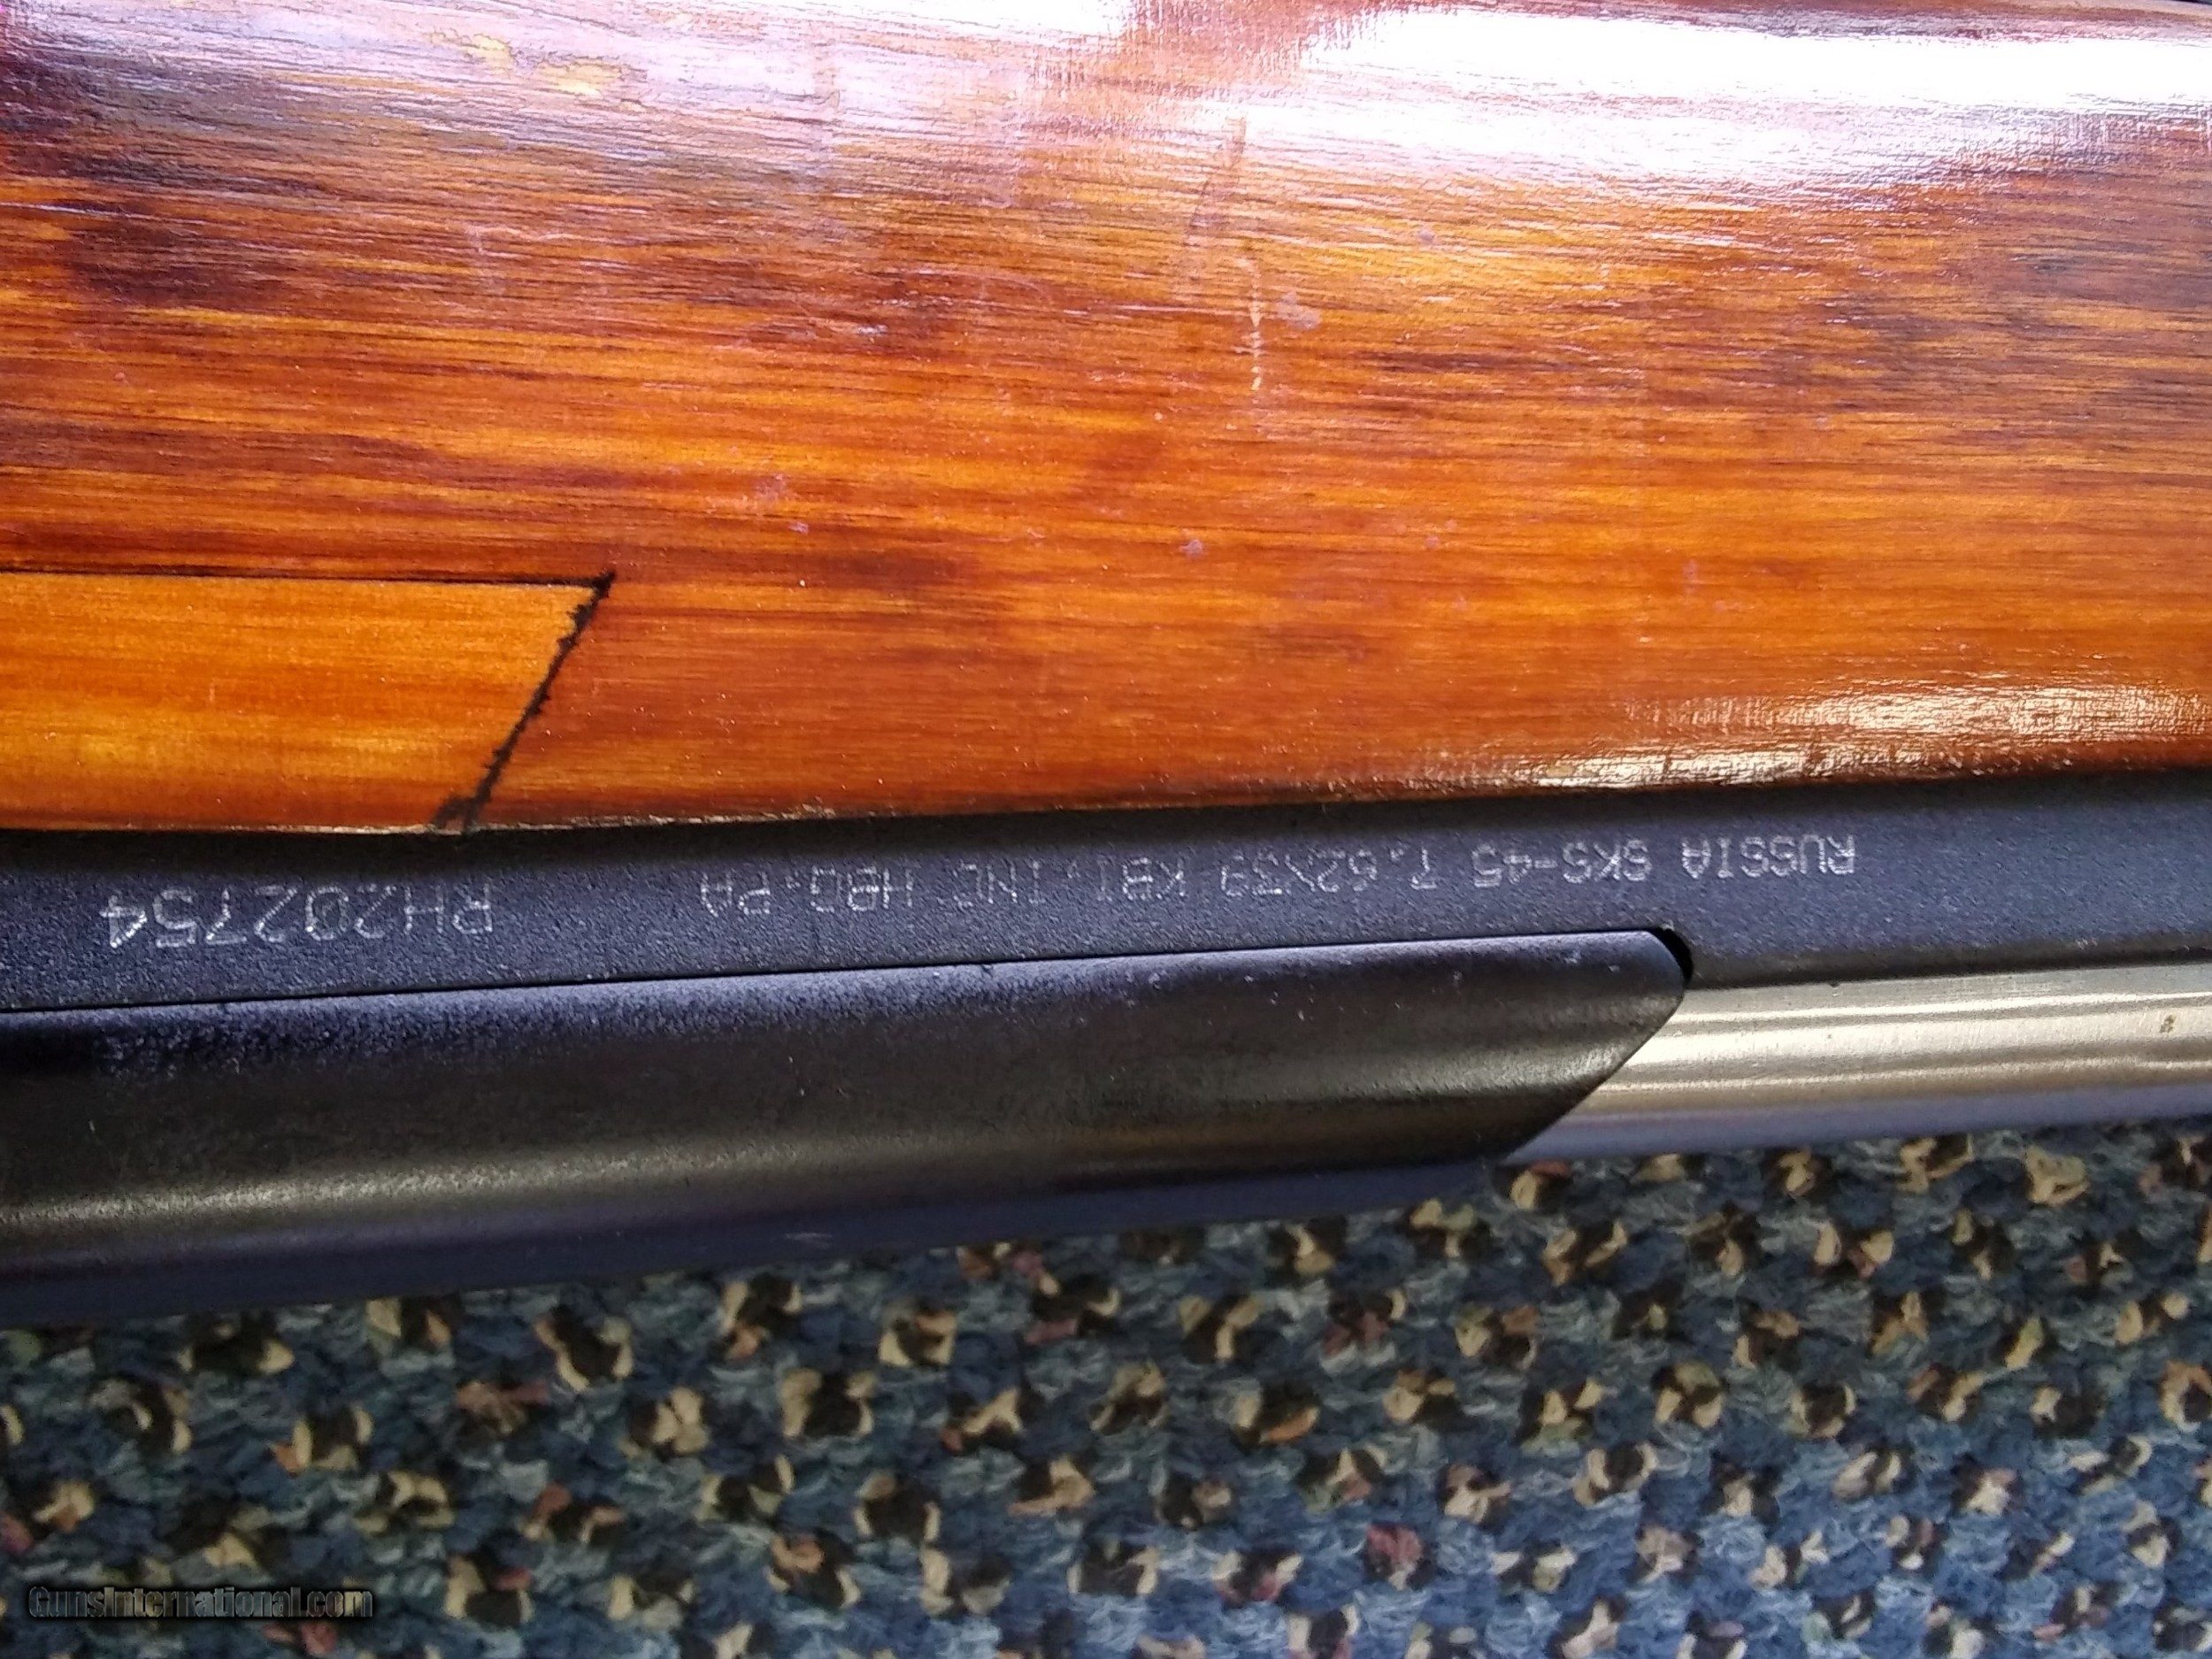 RUSSIA SKS-45 7.62X39 KBI, INC HBG.PA RH202754
GunsInternational.com